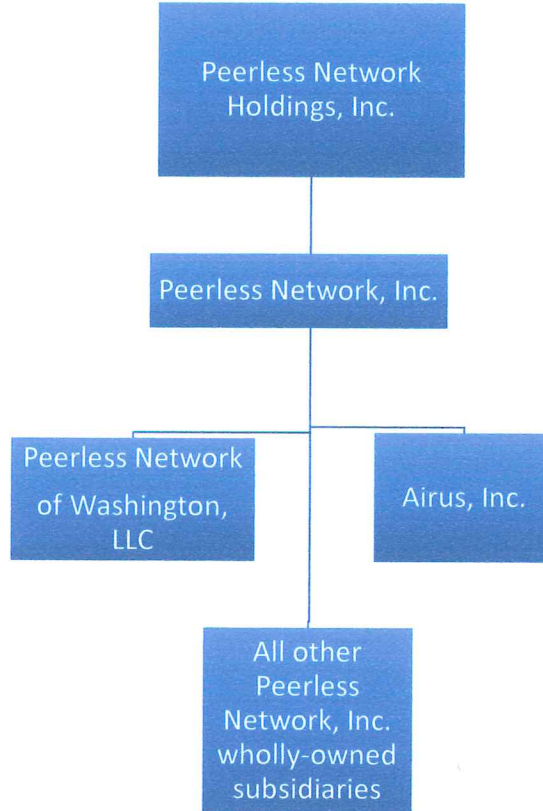 Peerless Network
Holdings, Inc.
Peerless Network, Inc.
Peerless Network
of Washington,
LLC
Airus, Inc.
All other
Peerless
Network, Inc.
wholly-owned
subsidiaries